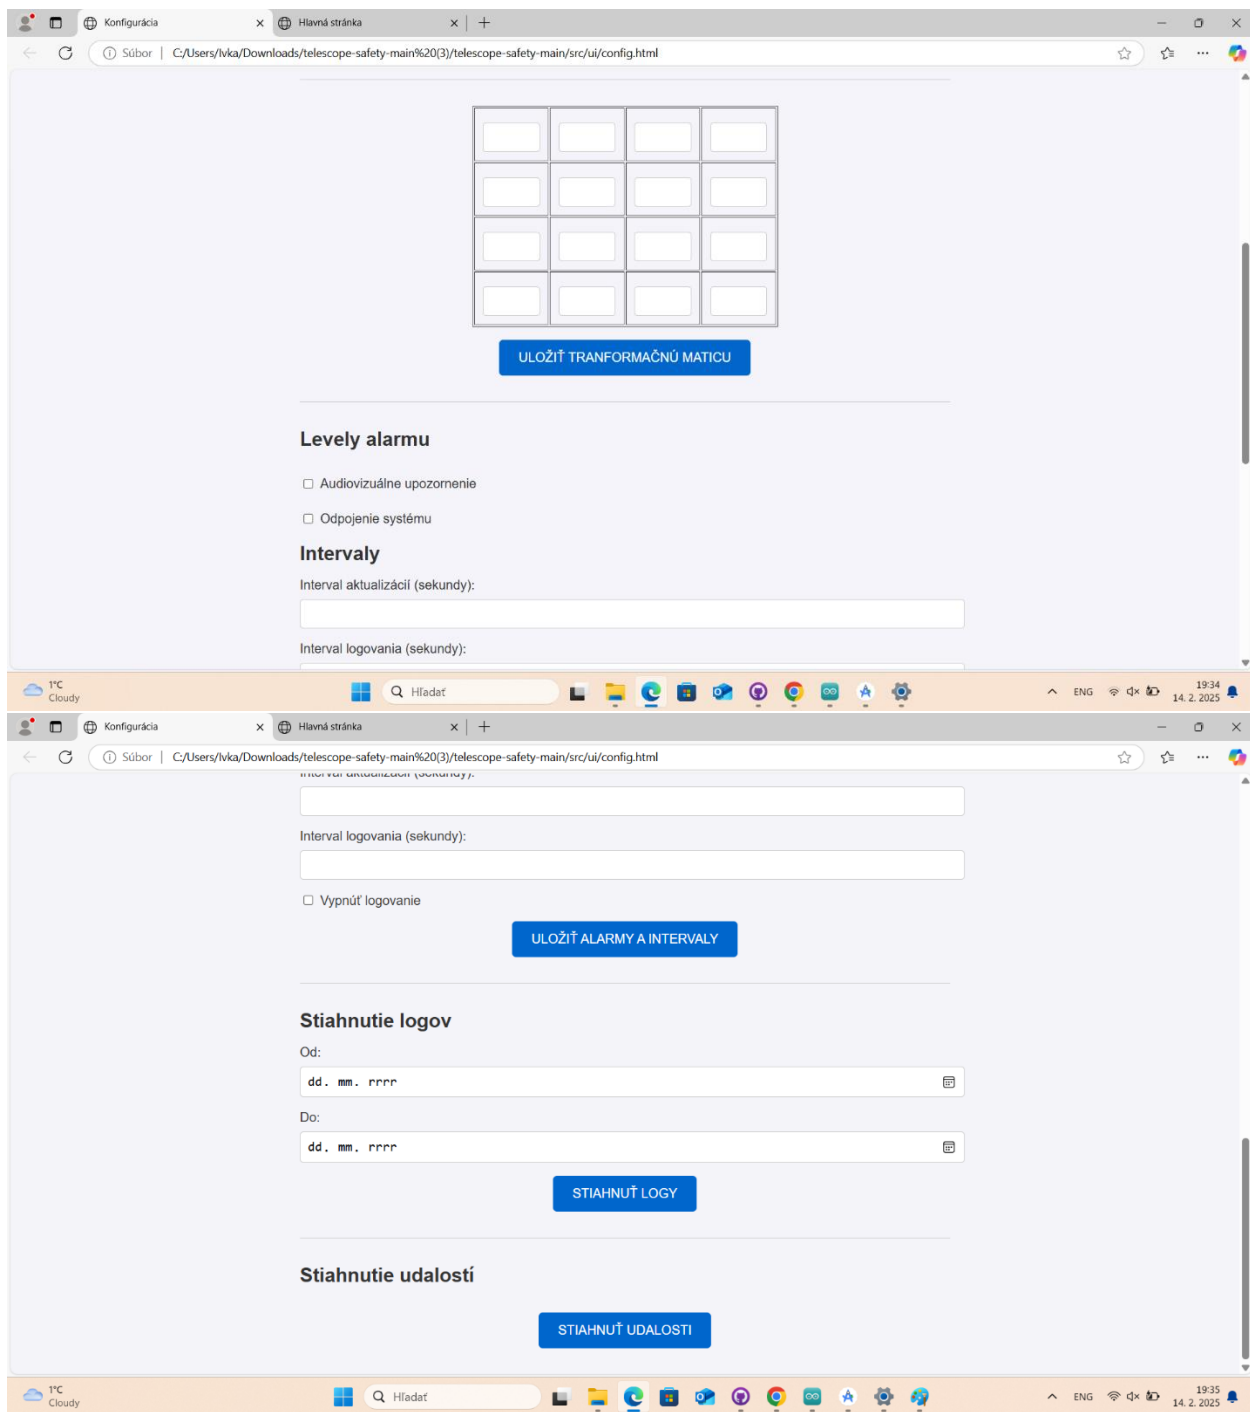 Konfigurácia
Hlavná stránka
Súbor | C:/Users/Ivka/Downloads/telescope-safety-main%20(3)/telescope-safety-main/src/ui/config.html
ULOŽIŤ TRANFORMAČNÚ MATICU
Levely alarmu
Audiovizuálne upozornenie
Odpojenie systému
Intervaly
Interval aktualizácií (sekundy):
Interval logovania (sekundy):
1°C
Cloudy
Hľadať
ENG
19:34
14. 2. 2025
Konfigurácia
Hlavná stránka
Súbor | C:/Users/Ivka/Downloads/telescope-safety-main%20(3)/telescope-safety-main/src/ui/config.html
Interval aktualizácií (sekundy):
Interval logovania (sekundy):
Vypnúť logovanie
ULOŽIŤ ALARMY A INTERVALY
Stiahnutie logov
Od:
dd. mm. rrrr
Do:
dd. mm. rrrr
STIAHNUŤ LOGY
Stiahnutie udalostí
STIAHNUŤ UDALOSTI
1°C
Cloudy
Hľadať
ENG
19:35
14. 2. 2025